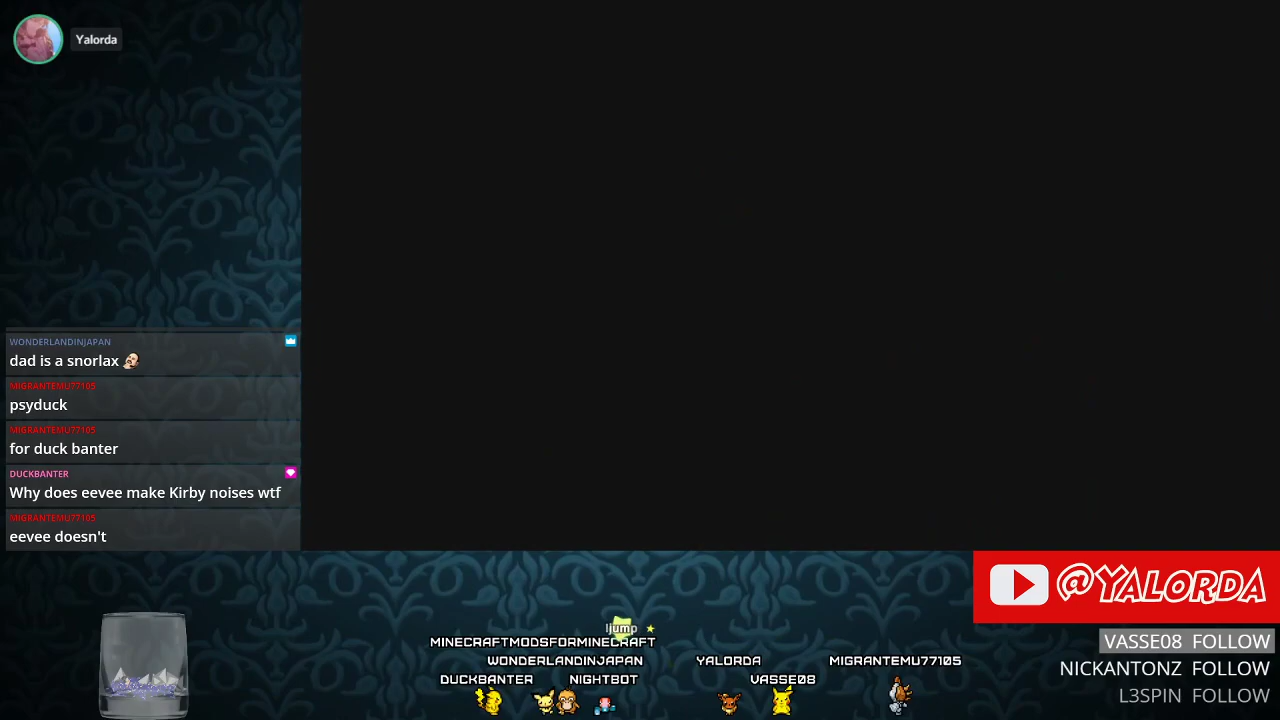 Yalorda
WONDERLANDINJAPAN
dad is a snorlax
MIGRANTEMU77105
psyduck
MIGRANTEMU77105
for duck banter
DUCKBANTER
Why does eevee make Kirby noises wtf
MIGRANTEMU77105
eevee doesn't
@YALORDA
VASSE08 FOLLOW
NICKANTONZ FOLLOW
L3SPIN FOLLOW
!jump
MINECRAFTMODSFORMINECRAFT
WONDERLANDINJAPAN
YALORDA
MIGRANTEMU77105
DUCKBANTER
NIGHTBOT
VASSE08